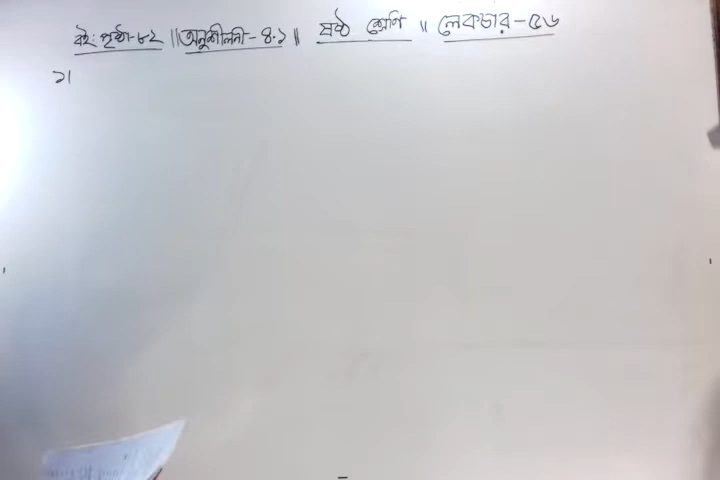 বই: পৃষ্ঠা-৮২ || অনুশীলনী-৪.১ || ষষ্ঠ শ্রেণি || লেকচার-৫৬
১।